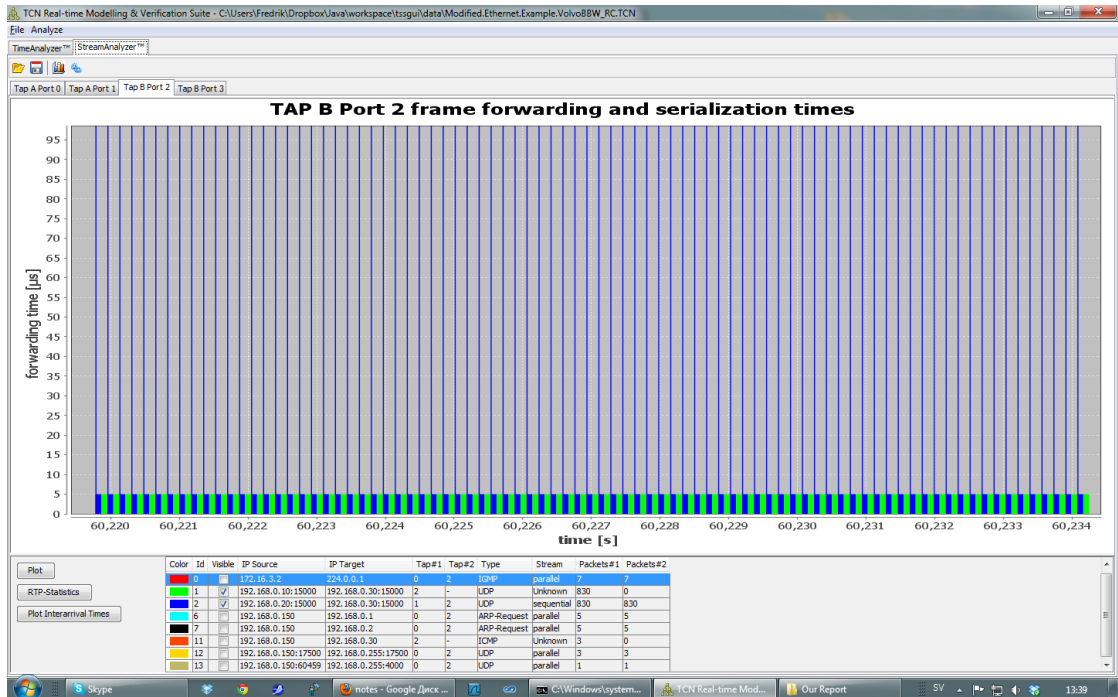 TCN Real-time Modelling & Verification Suite - C:\Users\Fredrik\Dropbox\Java\workspace\tssgui\data\Modified.Ethernet.Example.VolvoBBW_RC.TCN
File Analyze
TimeAnalyzer™ StreamAnalyzer™
Tap A Port 0 Tap A Port 1 Tap B Port 2 Tap B Port 3
TAP B Port 2 frame forwarding and serialization times
95
90
85
80
75
70
65
60
55
50
45
40
35
30
25
20
15
10
5
0
forwarding time [µs]
60,220 60,221 60,222 60,223 60,224 60,225 60,226 60,227 60,228 60,229 60,230 60,231 60,232 60,233 60,234
time [s]
Plot
RTP-Statistics
Plot Interarrival Times
Color Id Visible IP Source IP Target Tap#1 Tap#2 Type Stream Packets#1 Packets#2
0 172.16.3.2 224.0.0.1 0 2 IGMP parallel 7 7
1 192.168.0.10:15000 192.168.0.30:15000 2 - UDP Unknown 830 0
2 192.168.0.20:15000 192.168.0.30:15000 1 2 UDP sequential 830 830
6 192.168.0.150 192.168.0.1 0 2 ARP-Request parallel 5 5
7 192.168.0.150 192.168.0.2 0 2 ARP-Request parallel 5 5
11 192.168.0.150 192.168.0.30 2 - ICMP Unknown 3 0
12 192.168.0.150:17500 192.168.0.255:17500 0 2 UDP parallel 3 3
13 192.168.0.150:60459 192.168.0.255:4000 0 2 UDP parallel 1 1
Skype notes - Google Диск ... C:\Windows\system... TCN Real-time Mod... Our Report SV 13:39